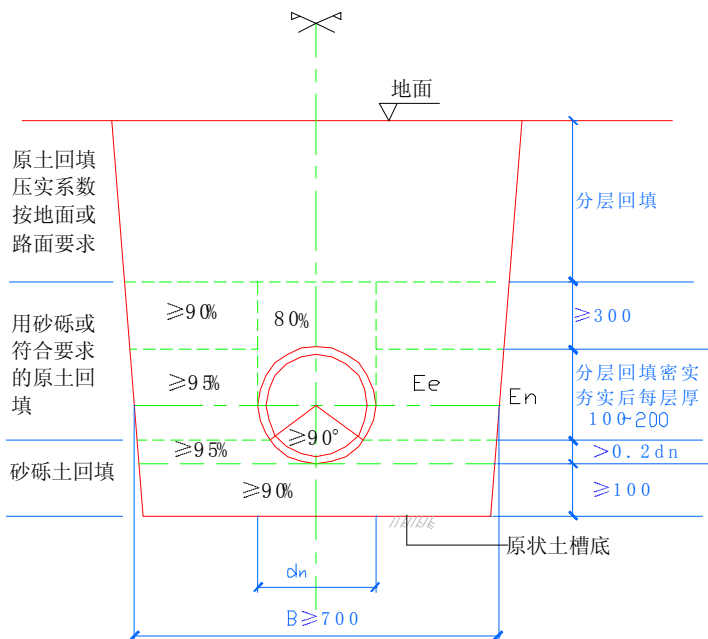 地面
原土回填
压实系数
按地面或
路面要求
分层回填
≥90%
80%
≥300
用砂砾或
符合要求
的原土回
填
≥95%
Ee
En
分层回填密实
夯实后每层厚
100~200
≥90°
≥95%
>0.2dn
砂砾土回填
≥90%
≥100
原状土槽底
dn
B≥700